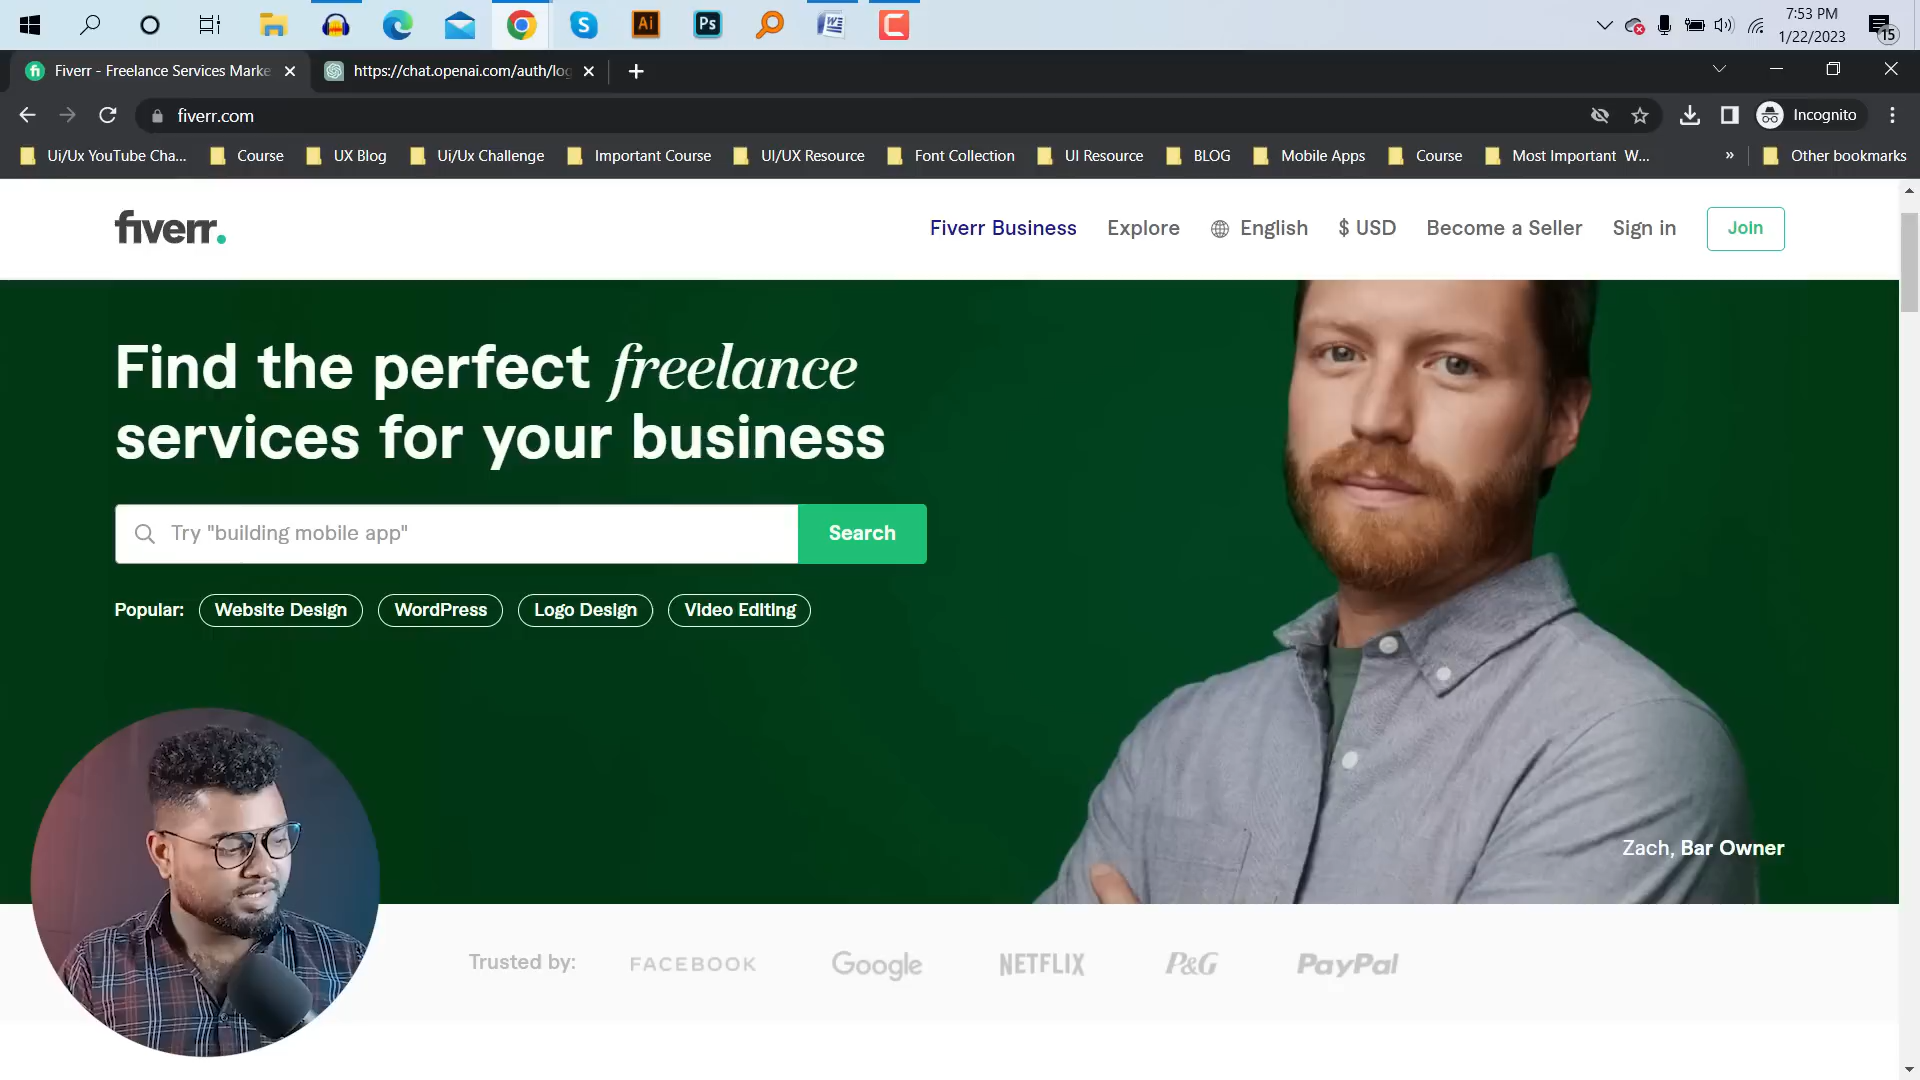 Ai
Ps
7:53 PM
1/22/2023
15
Fiverr - Freelance Services Marke
https://chat.openai.com/auth/log
fiverr.com
Incognito
Ui/Ux YouTube Cha...
Course
UX Blog
Ui/Ux Challenge
Important Course
UI/UX Resource
Font Collection
UI Resource
BLOG
Mobile Apps
Course
Most Important W...
»
Other bookmarks
fiverr.
Fiverr Business
Explore
English
$ USD
Become a Seller
Sign in
Join
Find the perfect freelance
services for your business
Try "building mobile app"
Search
Popular:
Website Design
WordPress
Logo Design
Video Editing
Zach, Bar Owner
Trusted by:
FACEBOOK
Google
NETFLIX
P&G
PayPal